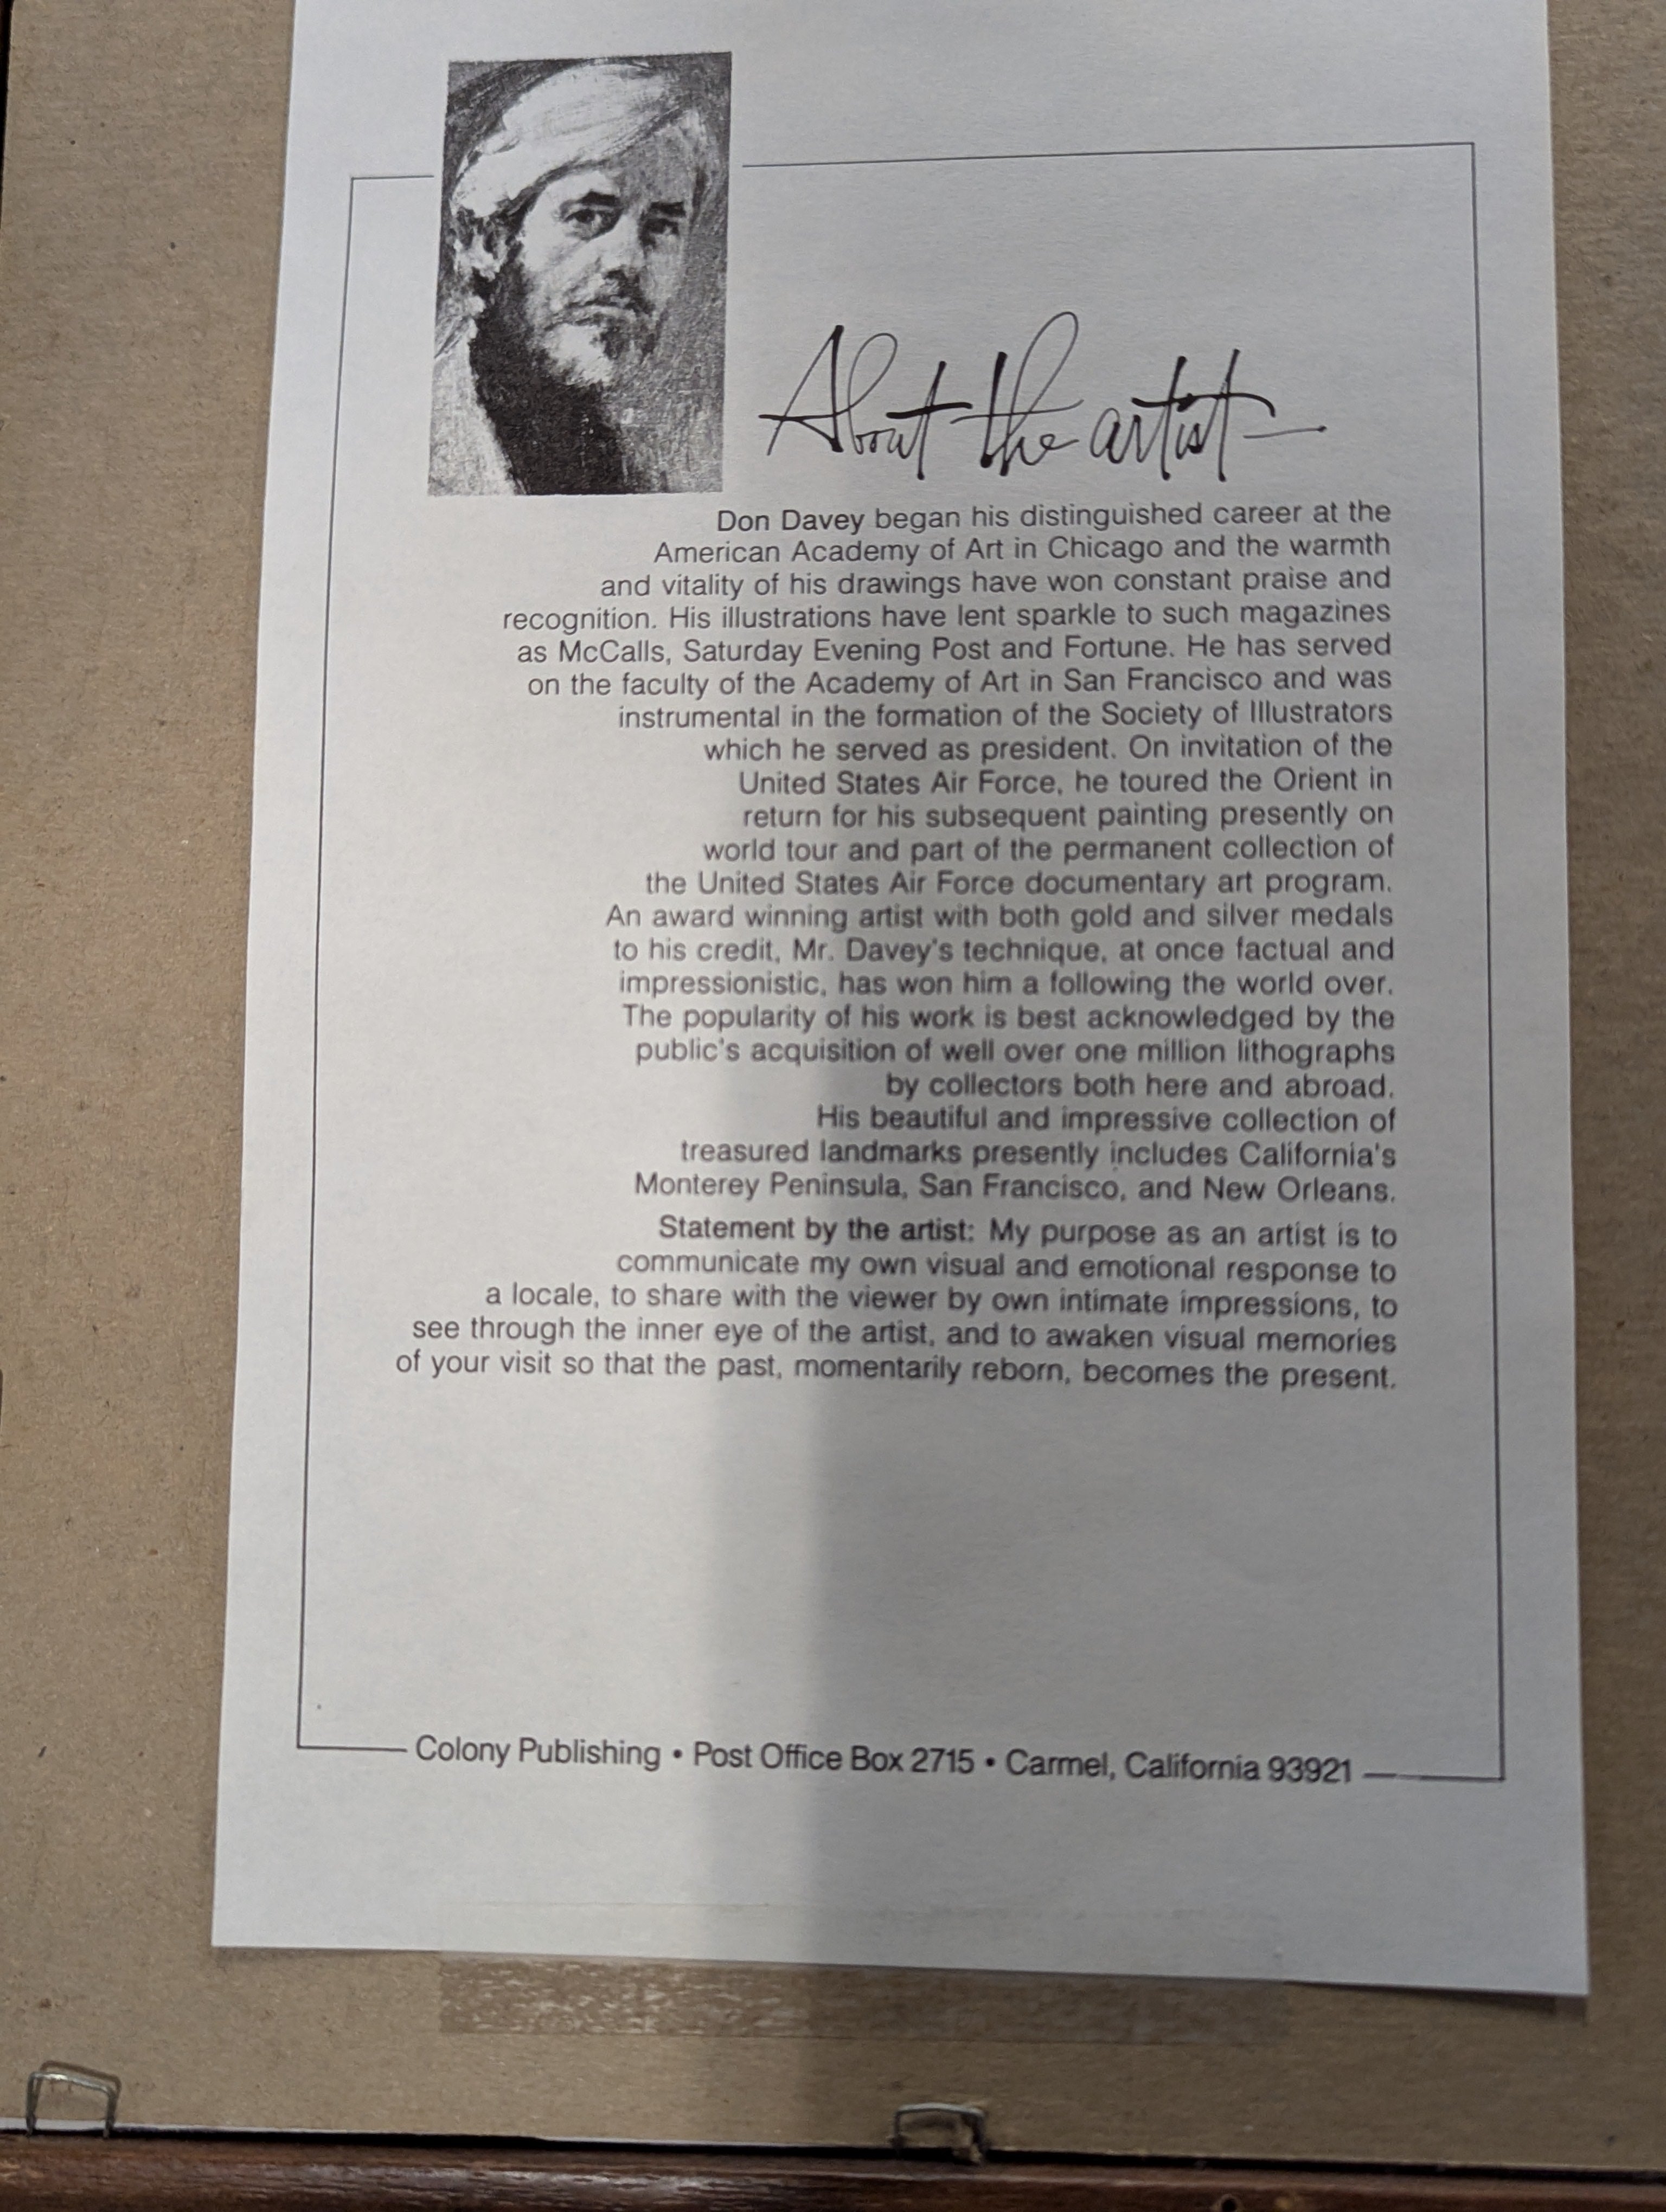 About the artist
Don Davey began his distinguished career at the
American Academy of Art in Chicago and the warmth
and vitality of his drawings have won constant praise and
recognition. His illustrations have lent sparkle to such magazines
as McCalls, Saturday Evening Post and Fortune. He has served
on the faculty of the Academy of Art in San Francisco and was
instrumental in the formation of the Society of Illustrators
which he served as president. On invitation of the
United States Air Force, he toured the Orient in
return for his subsequent painting presently on
world tour and part of the permanent collection of
the United States Air Force documentary art program.
An award winning artist with both gold and silver medals
to his credit, Mr. Davey's technique, at once factual and
impressionistic, has won him a following the world over.
The popularity of his work is best acknowledged by the
public's acquisition of well over one million lithographs
by collectors both here and abroad.
His beautiful and impressive collection of
treasured landmarks presently includes California's
Monterey Peninsula, San Francisco, and New Orleans.
Statement by the artist: My purpose as an artist is to
communicate my own visual and emotional response to
a locale, to share with the viewer by own intimate impressions, to
see through the inner eye of the artist, and to awaken visual memories
of your visit so that the past, momentarily reborn, becomes the present.
Colony Publishing • Post Office Box 2715 • Carmel, California 93921